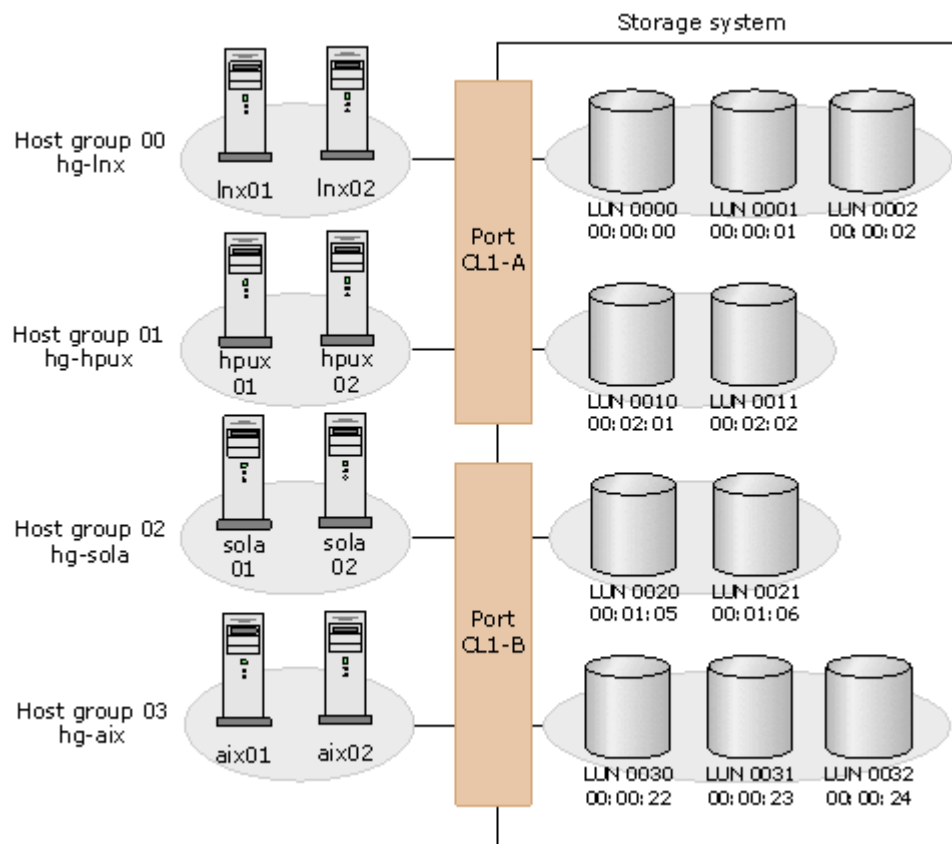 Storage system
Host group 00
hg-lnx
lnx01
lnx02
Port
CL1-A
LUN 0000
00:00:00
LUN 0001
00:00:01
LUN 0002
00:00:02
Host group 01
hg-hpux
hpux
01
hpux
02
LUN 0010
00:02:01
LUN 0011
00:02:02
Host group 02
hg-sola
sola
01
sola
02
Port
CL1-B
LUN 0020
00:01:05
LUN 0021
00:01:06
Host group 03
hg-aix
aix01
aix02
LUN 0030
00:00:22
LUN 0031
00:00:23
LUN 0032
00:00:24